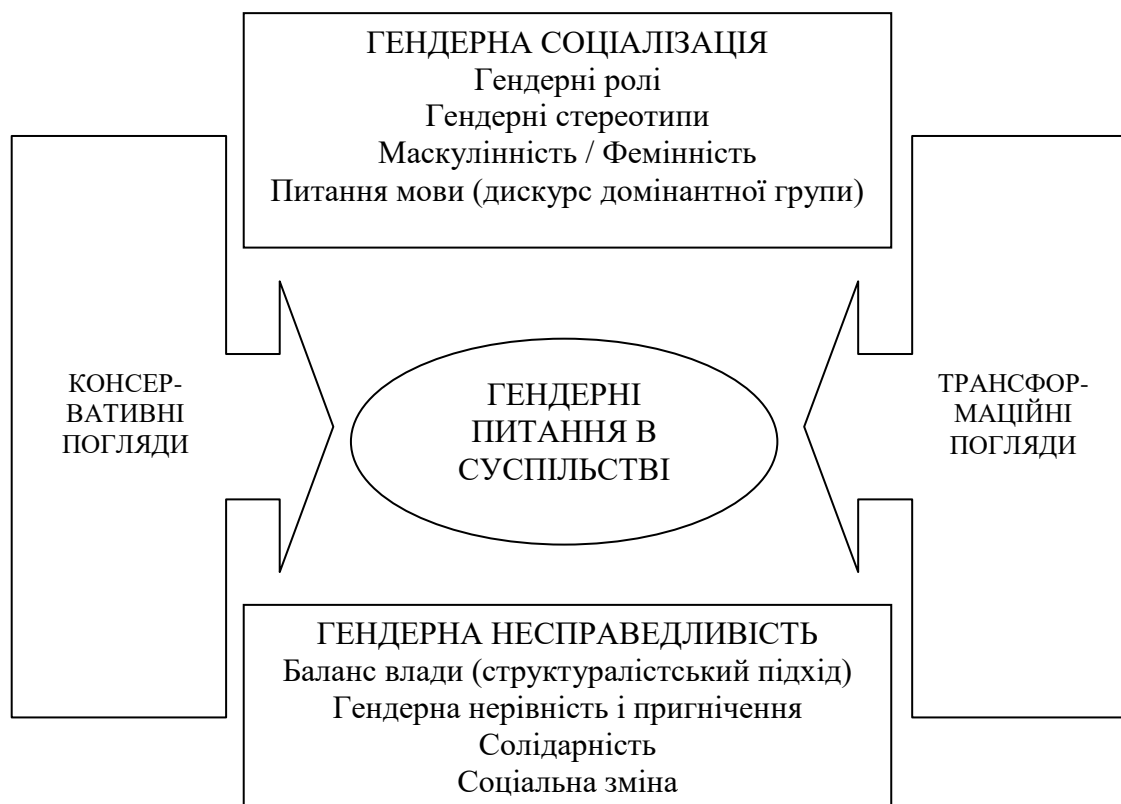 ГЕНДЕРНА СОЦІАЛІЗАЦІЯ
Гендерні ролі
Гендерні стереотипи
Маскулінність / Фемінність
Питання мови (дискурс домінантної групи)
КОНСЕР-
ВАТИВНІ
ПОГЛЯДИ
ГЕНДЕРНІ
ПИТАННЯ В
СУСПІЛЬСТВІ
ТРАНСФОР-
МАЦІЙНІ
ПОГЛЯДИ
ГЕНДЕРНА НЕСПРАВЕДЛИВІСТЬ
Баланс влади (структуралістський підхід)
Гендерна нерівність і пригнічення
Солідарність
Соціальна зміна